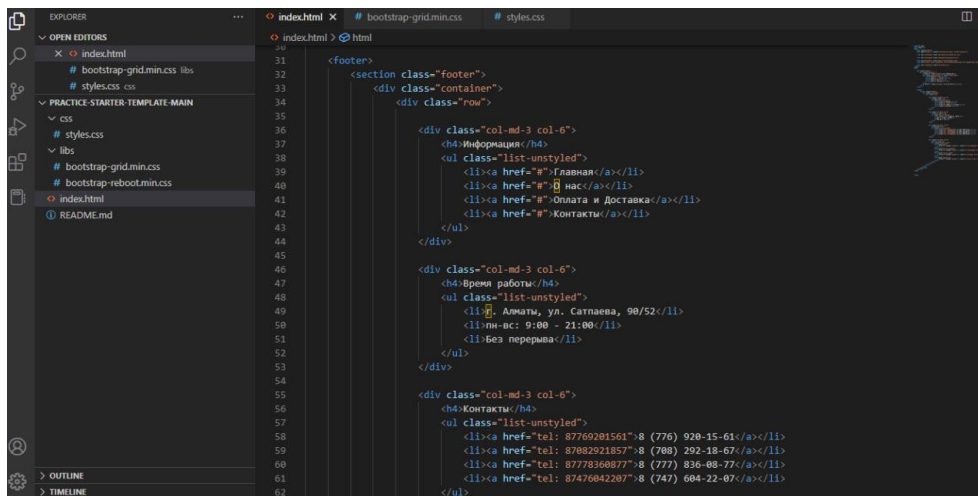 EXPLORER
OPEN EDITORS
index.html
bootstrap-grid.min.css libs
styles.css css
PRACTICE-STARTER-TEMPLATE-MAIN
css
styles.css
libs
bootstrap-grid.min.css
bootstrap-reboot.min.css
index.html
README.md
OUTLINE
TIMELINE
index.html
bootstrap-grid.min.css
styles.css
index.html > html
30
31 <footer>
32 <section class="footer">
33 <div class="container">
34 <div class="row">
35
36 <div class="col-md-3 col-6">
37 <h4>Информация</h4>
38 <ul class="list-unstyled">
39 <li><a href="#">Главная</a></li>
40 <li><a href="#">О нас</a></li>
41 <li><a href="#">Оплата и Доставка</a></li>
42 <li><a href="#">Контакты</a></li>
43 </ul>
44 </div>
45
46 <div class="col-md-3 col-6">
47 <h4>Время работы</h4>
48 <ul class="list-unstyled">
49 <li>г. Алматы, ул. Сатпаева, 90/52</li>
50 <li>пн-вс: 9:00 - 21:00</li>
51 <li>Без перерыва</li>
52 </ul>
53 </div>
54
55 <div class="col-md-3 col-6">
56 <h4>Контакты</h4>
57 <ul class="list-unstyled">
58 <li><a href="tel: 87769201561">8 (776) 920-15-61</a></li>
59 <li><a href="tel: 87082921857">8 (708) 292-18-67</a></li>
60 <li><a href="tel: 87778360877">8 (777) 836-08-77</a></li>
61 <li><a href="tel: 87476042207">8 (747) 604-22-07</a></li>
62 </ul>